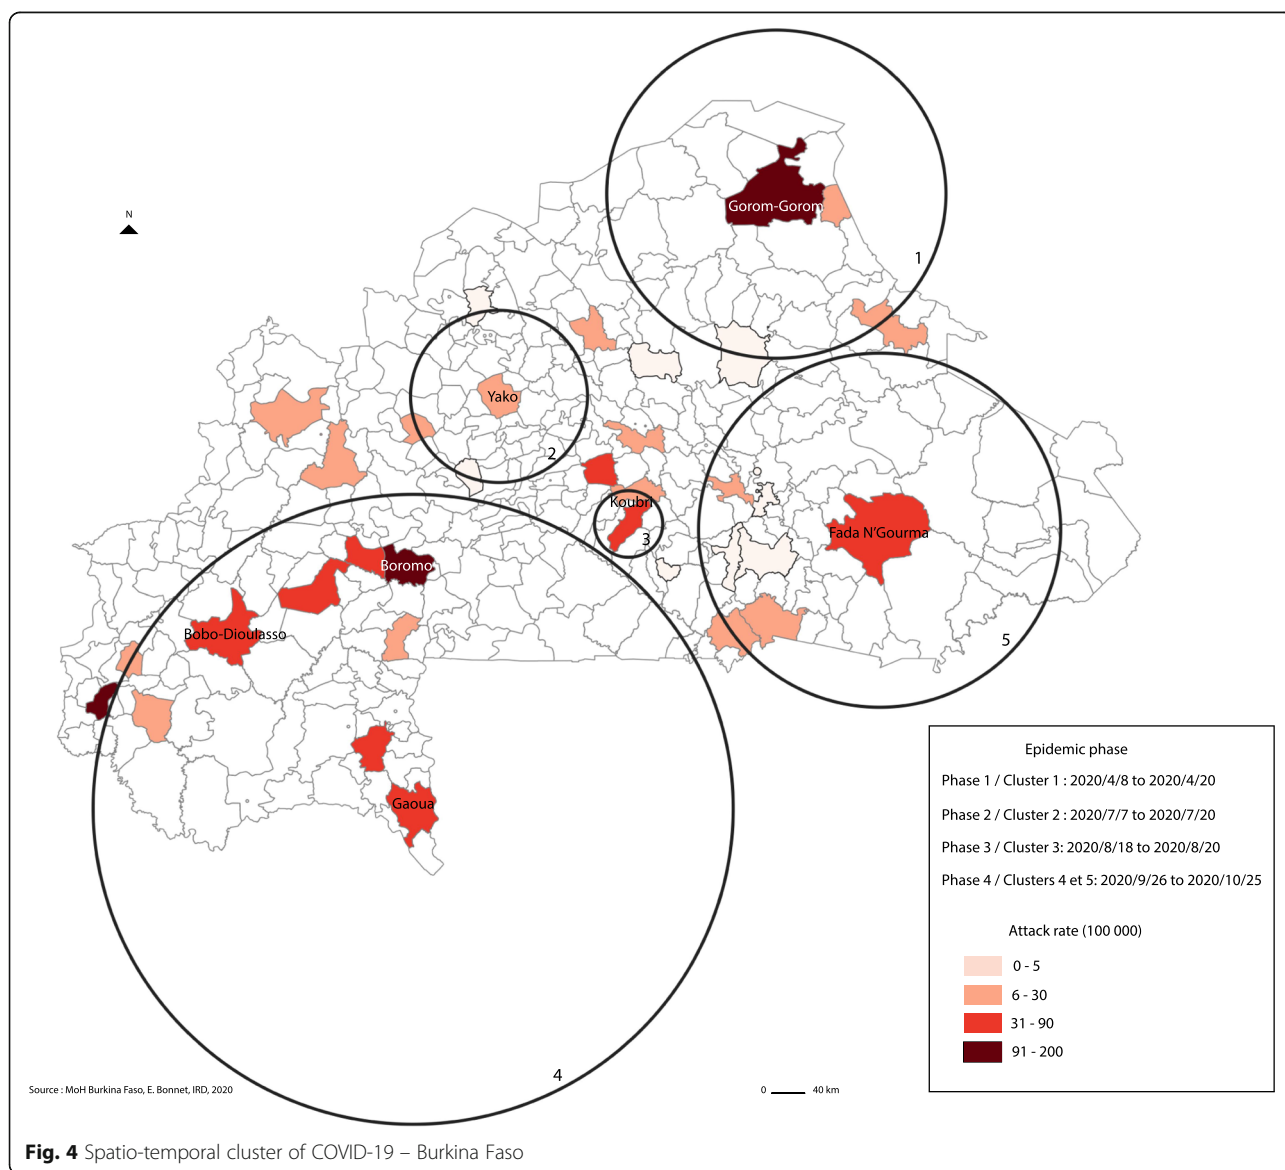 N
Gorom-Gorom
1
Yako
2
Koubri
3
Boromo
Fada N'Gourma
Bobo-Dioulasso
5
Gaoua
4
Epidemic phase
Phase 1 / Cluster 1 : 2020/4/8 to 2020/4/20
Phase 2 / Cluster 2 : 2020/7/7 to 2020/7/20
Phase 3 / Cluster 3: 2020/8/18 to 2020/8/20
Phase 4 / Clusters 4 et 5: 2020/9/26 to 2020/10/25
Attack rate (100 000)
0 - 5
6 - 30
31 - 90
91 - 200
Source : MoH Burkina Faso, E. Bonnet, IRD, 2020
0 40 km
Fig. 4 Spatio-temporal cluster of COVID-19 – Burkina Faso